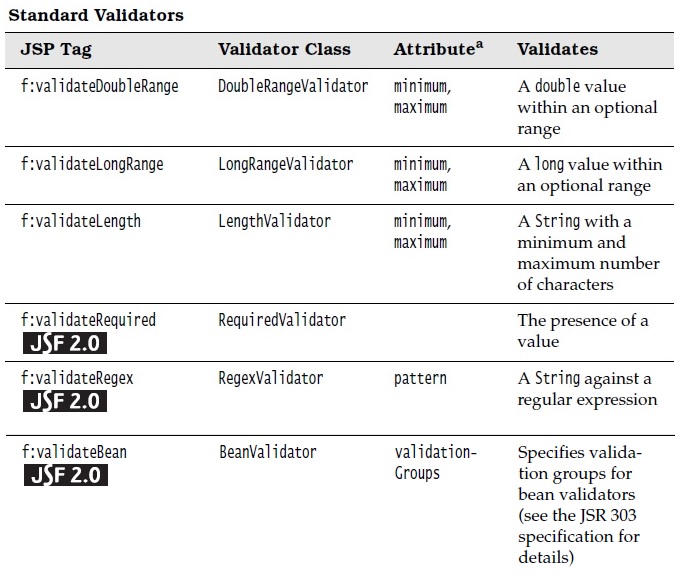 Standard Validators
JSP Tag Validator Class Attributea Validates
f:validateDoubleRange DoubleRangeValidator minimum, A double value
maximum within an optional
range
f:validateLongRange LongRangeValidator minimum, A long value within
maximum an optional range
f:validateLength LengthValidator minimum, A String with a
maximum minimum and
maximum number
of characters
f:validateRequired RequiredValidator The presence of a
JSF 2.0 value
f:validateRegex RegexValidator pattern A String against a
JSF 2.0 regular expression
f:validateBean BeanValidator validation- Specifies valida-
JSF 2.0 Groups tion groups for
bean validators
(see the JSR 303
specification for
details)